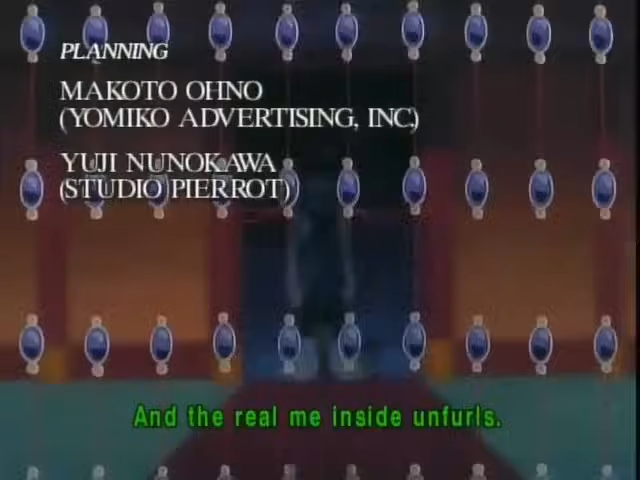 PLANNING
MAKOTO OHNO
(YOMIKO ADVERTISING, INC.)
YUJI NUNOKAWA
(STUDIO PIERROT)
And the real me inside unfurls.